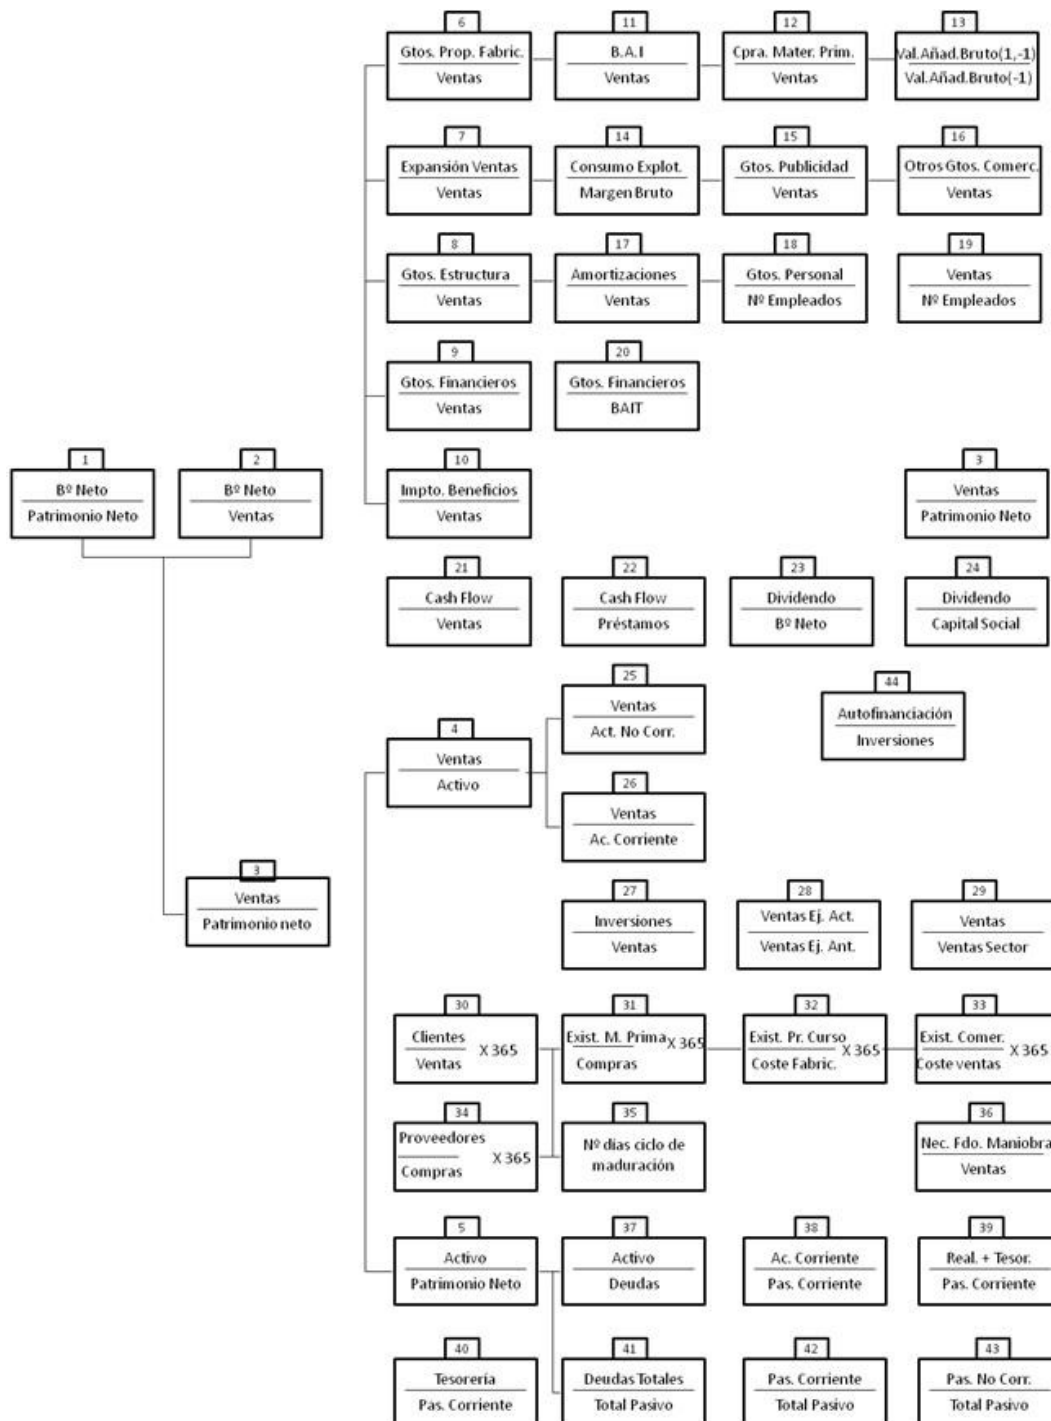 6
Gtos. Prop. Fabric.
Ventas
11
B.A.I
Ventas
12
Cpra. Mater. Prim.
Ventas
13
Val.Añad.Bruto(1,-1)
Val.Añad.Bruto(-1)
7
Expansión Ventas
Ventas
14
Consumo Explot.
Margen Bruto
15
Gtos. Publicidad
Ventas
16
Otros Gtos. Comerc.
Ventas
8
Gtos. Estructura
Ventas
17
Amortizaciones
Ventas
18
Gtos. Personal
Nº Empleados
19
Ventas
Nº Empleados
9
Gtos. Financieros
Ventas
20
Gtos. Financieros
BAIT
1
Bº Neto
Patrimonio Neto
2
Bº Neto
Ventas
10
Impto. Beneficios
Ventas
3
Ventas
Patrimonio Neto
21
Cash Flow
Ventas
22
Cash Flow
Préstamos
23
Dividendo
Bº Neto
24
Dividendo
Capital Social
25
Ventas
Act. No Corr.
44
Autofinanciación
Inversiones
4
Ventas
Activo
26
Ventas
Ac. Corriente
3
Ventas
Patrimonio neto
27
Inversiones
Ventas
28
Ventas Ej. Act.
Ventas Ej. Ant.
29
Ventas
Ventas Sector
30
Clientes
Ventas
X 365
31
Exist. M. Prima
Compras
X 365
32
Exist. Pr. Curso
Coste Fabric.
X 365
33
Exist. Comer.
Coste ventas
X 365
34
Proveedores
Compras
X 365
35
Nº días ciclo de
maduración
36
Nec. Fdo. Maniobra
Ventas
5
Activo
Patrimonio Neto
37
Activo
Deudas
38
Ac. Corriente
Pas. Corriente
39
Real. + Tesor.
Pas. Corriente
40
Tesorería
Pas. Corriente
41
Deudas Totales
Total Pasivo
42
Pas. Corriente
Total Pasivo
43
Pas. No Corr.
Total Pasivo